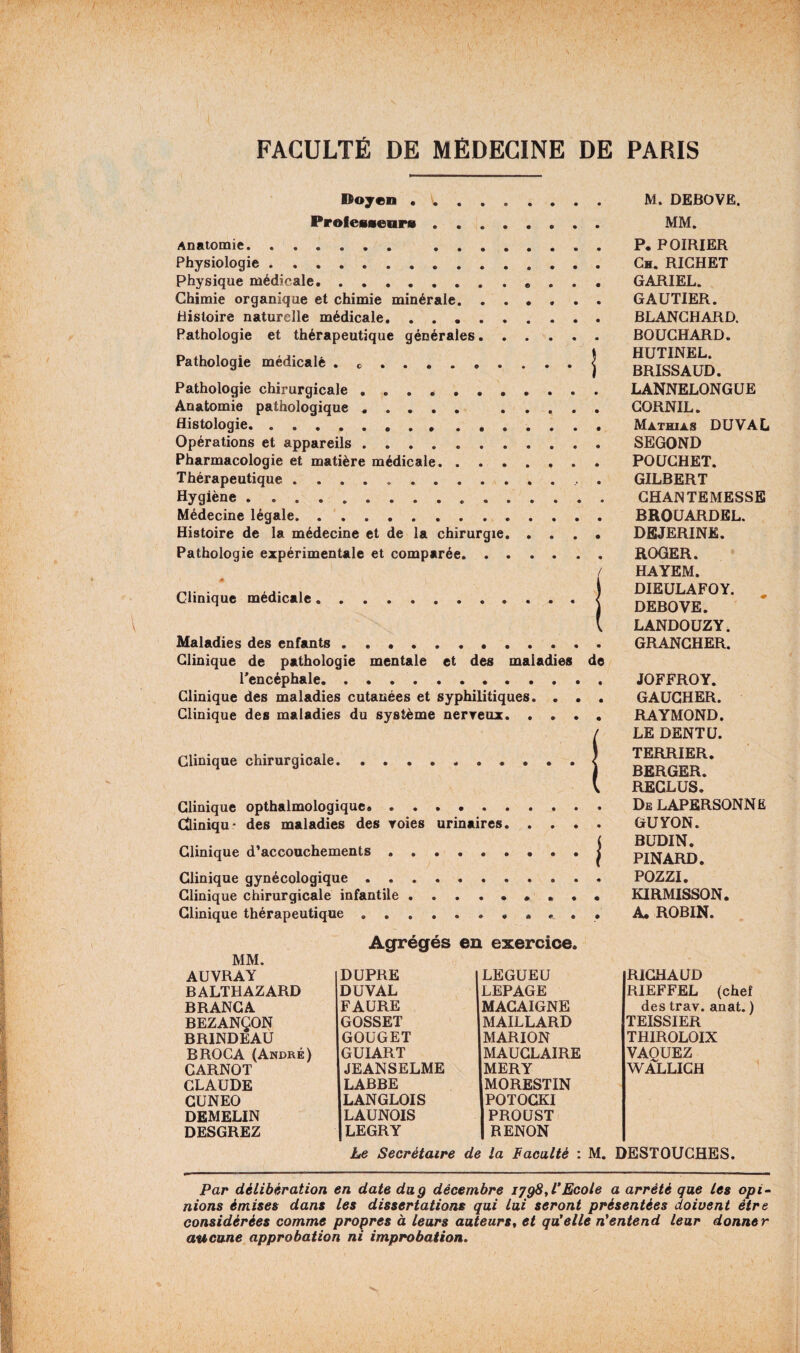 FACULTÉ DE MÉDECINE DE PARIS
Doyen . . . . . . . . . M. DEBOVE.
Professeurs . . . . . . . . MM.
Anatomie. . . . . . . . . . . . . . . P. POIRIER
Physiologie . . . . . . . . . . . . . . . CH. RICHET
Physique médicale. . . . . . . . . . . . . GARIEL.
Chimie organique et chimie minérale. . . . . . . GAUTIER.
Histoire naturelle médicale. . . . . . . . . . BLANCHARD.
Pathologie et thérapeutique générales. . . . . . BOUCHARD.
Pathologie médicalè . . . . . . . . . . { HUTINEL.
BRISSAUD.
Pathologie chirurgicale . . . . . . . . . . . LANNELONGUE
Anatomie pathologique . . . . . . . . . . CORNIL.
Histologie. . . . . . . . . . . . . . . . MATHIAS DUVAL
Opérations et appareils . . . . . . . . . . . SEGOND
Pharmacologie et matière médicale. . . . . . . . POUCHET.
Thérapeutique . . . . . . . . . . . . . . GILBERT
Hygiène . . . . . . . . . . . . . . . . CHANTEMESSE
Médecine légale. . . . . . . . . . . . . . BROUARDEL.
Histoire de la médecine et de la chirurgie. . . . . DEJERINE.
Pathologie expérimentale et comparée. . . . . . . ROGER.
Clinique médicale. . . . . . . . . . . . . { HAYEM.
DIEULAFOY.
DEBOVE.
LANDOUZY.
Maladies des enfants . . . . . . . . . . . . GRANCHER.
Clinique de pathologie mentale et des maladies de
l'encéphale. . . . . . . . . . . . . JOFFROY.
Clinique des maladies cutanées et syphilitiques. . . . GAUCHER.
Clinique des maladies du système nerveux. . . . . RAYMOND.
Clinique chirurgicale. . . . . . . . . . . . { LE DENTU.
TERRIER.
BERGER.
RECLUS.
Clinique opthalmologique. . . . . . . . . . . DE LAPERSONNE
Cliniqu· des maladies des voies urinaires. . . . . GUYON.
Clinique d'accouchements . . . . . . . . . { BUDIN.
PINARD.
Clinique gynécologique . . . . . . . . . . . POZZI.
Clinique chirurgicale infantile . . . . . . . . . KIRMISSON.
Clinique thérapeutique . . . . . . . . . . . A. ROBIN.
Agrégés en exercice.
MM.
AUVRAY DUPRE LEGUEU RICHAUD
BALTHAZARD DUVAL LEPAGE RIEFFEL (chef
BRANCA FAURE MACAIGNE des trav. anat.)
BEZANÇON GOSSET MAILLARD TEISSIER
BRINDEAU GOUGET MARION THIROLOIX
BROCA (ANDRÉ) GUIART MAUCLAIRE VAQUEZ
CARNOT JEANSELME MERY WALLICH
CLAUDE LABBE MORESTIN
CUNEO LANGLOIS POTOCKI
DEMELIN LAUNOIS PROUST
DESGREZ LEGRY RENON
Le Secrétaire de la Faculté : M. DESTOUCHES.
Par délibération en date du 9 décembre 1798, l'Ecole a arrêté que les opi-
nions émises dans les dissertations qui lui seront présentées doivent être
considérées comme propres à leurs auteurs, et qu'elle n'entend leur donner
aucune approbation ni improbation.